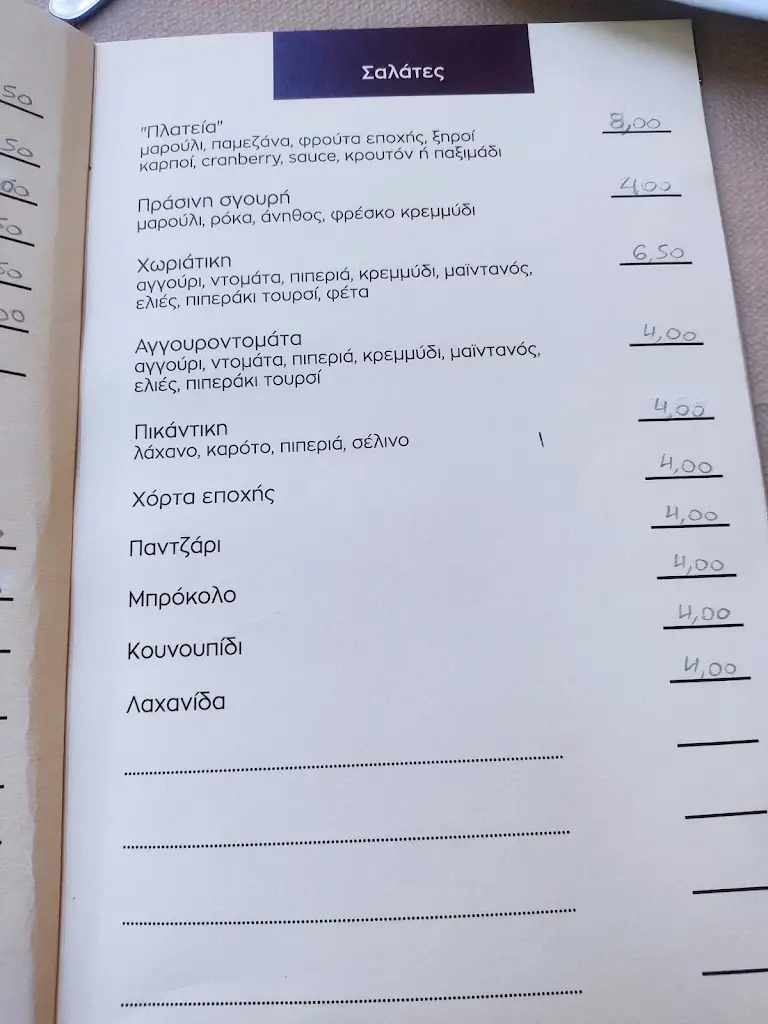 Σαλάτες
"Πλατεία" 8,00
μαρούλι, παμεζάνα, φρούτα εποχής, ξηροί
καρποί, cranberry, sauce, κρουτόν ή παξιμάδι
Πράσινη σγουρή 4,00
μαρούλι, ρόκα, άνηθος, φρέσκο κρεμμύδι
Χωριάτικη 6,50
αγγούρι, ντομάτα, πιπεριά, κρεμμύδι, μαϊντανός,
ελιές, πιπεράκι τουρσί, φέτα
Αγγουροντομάτα 4,00
αγγούρι, ντομάτα, πιπεριά, κρεμμύδι, μαϊντανός,
ελιές, πιπεράκι τουρσί
Πικάντικη 4,00
λάχανο, καρότο, πιπεριά, σέλινο
Χόρτα εποχής 4,00
Παντζάρι 4,00
Μπρόκολο 4,00
Κουνουπίδι 4,00
Λαχανίδα 4,00